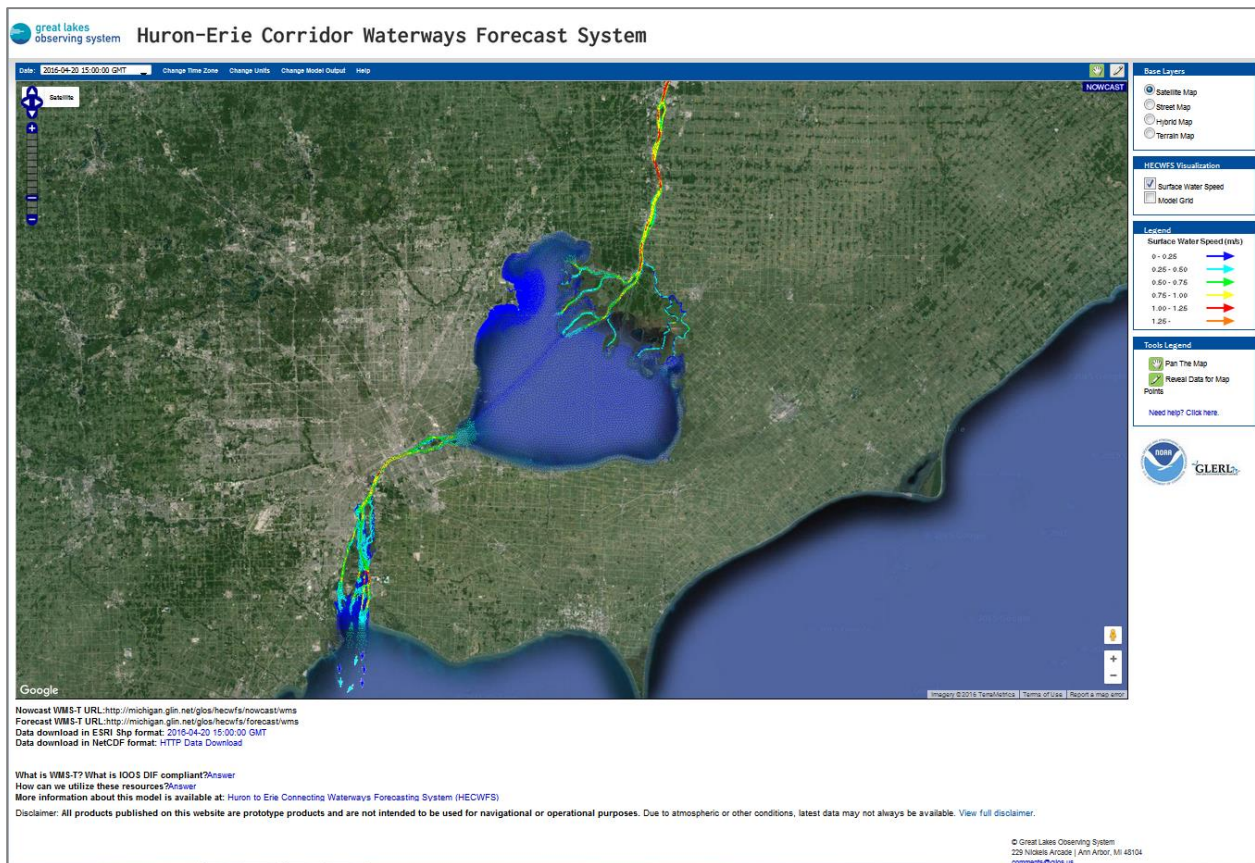 great lakes
observing system
Huron-Erie Corridor Waterways Forecast System
Date: 2016-04-20 15:00:00 GMT Change Time Zone Change Units Change Model Output Help
Satellite
NOWCAST
Base Layers
Satellite Map
Street Map
Hybrid Map
Terrain Map
HECWFS Visualization
Surface Water Speed
Model Grid
Legend
Surface Water Speed (m/s)
0 - 0.25
0.25 - 0.50
0.50 - 0.75
0.75 - 1.00
1.00 - 1.25
1.25 -
Tools Legend
Pan The Map
Reveal Data for Map
Points
Need help? Click here.
NOAA
GLERL
Google
Imagery ©2016 TerraMetrics Terms of Use Report a map error
Nowcast WMS-T URL:http://michigan.glin.net/glos/hecwfs/nowcast/wms
Forecast WMS-T URL:http://michigan.glin.net/glos/hecwfs/forecast/wms
Data download in ESRI Shp format: 2016-04-20 15:00:00 GMT
Data download in NetCDF format: HTTP Data Download
What is WMS-T? What is IOOS DIF compliant?Answer
How can we utilize these resources?Answer
More information about this model is available at: Huron to Erie Connecting Waterways Forecasting System (HECWFS)
Disclaimer: All products published on this website are prototype products and are not intended to be used for navigational or operational purposes. Due to atmospheric or other conditions, latest data may not always be available. View full disclaimer.
© Great Lakes Observing System
229 Nickels Arcade | Ann Arbor, MI 48104
comments@glos.us